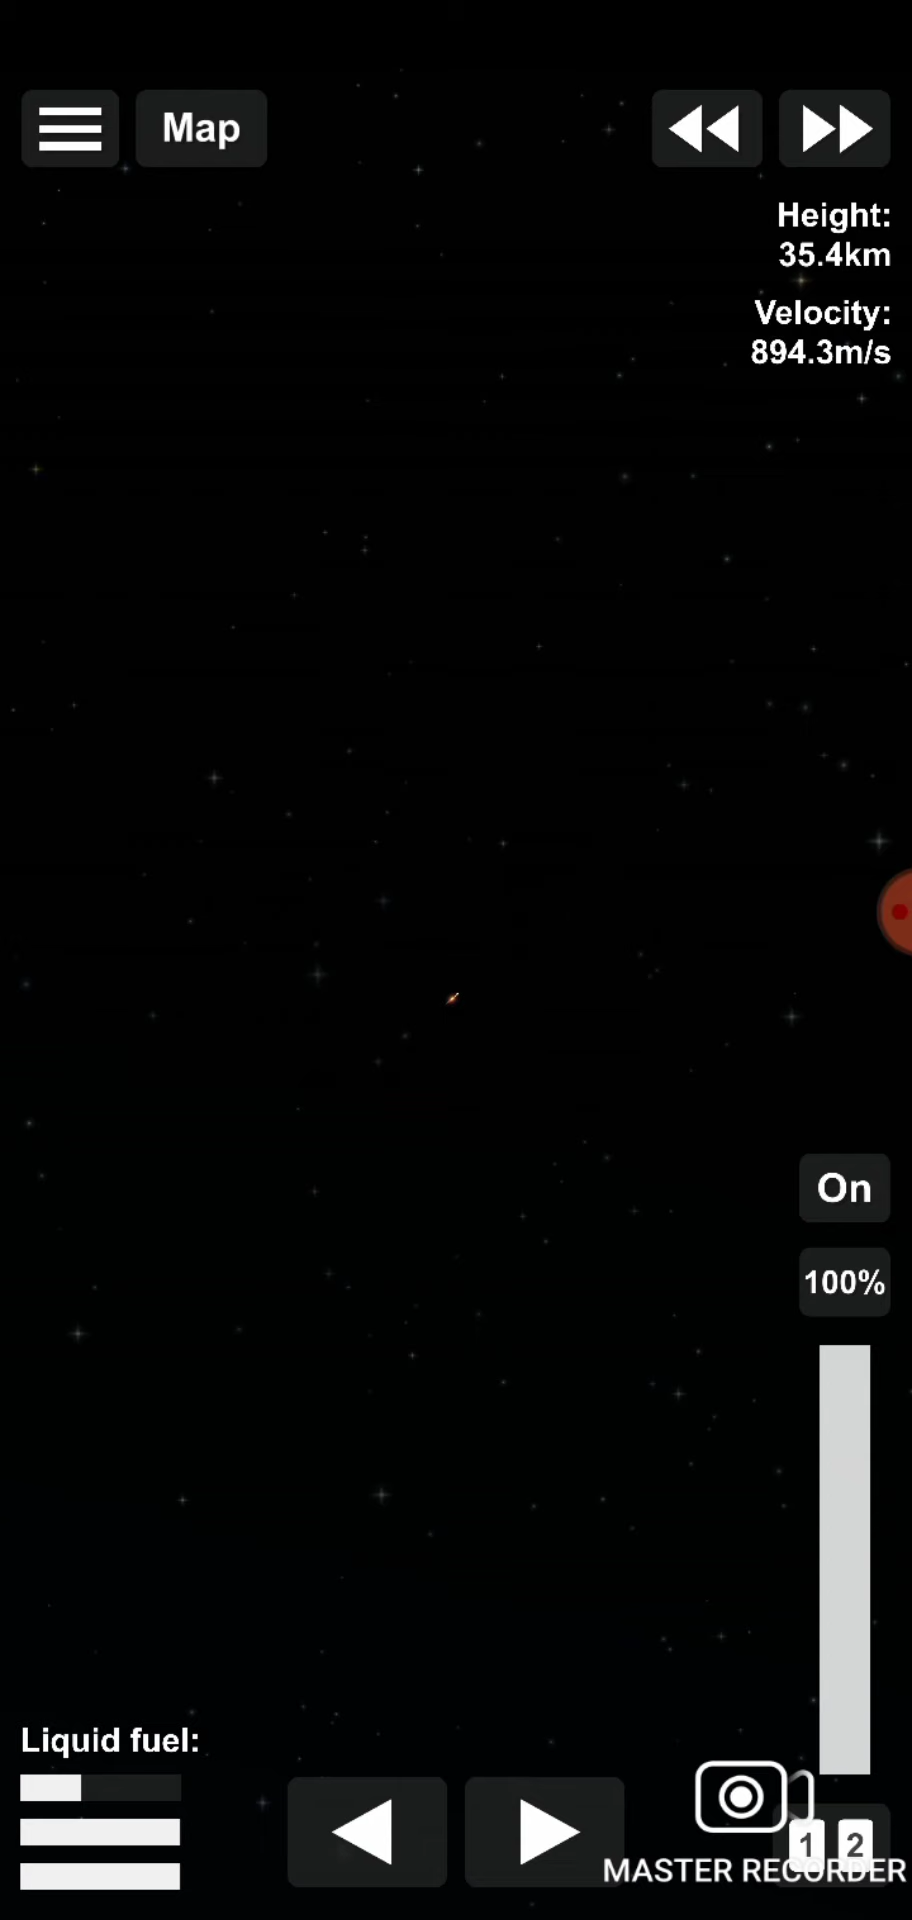 Map
Height:
35.4km
Velocity:
894.3m/s
On
100%
Liquid fuel:
1 2
MASTER RECORDER